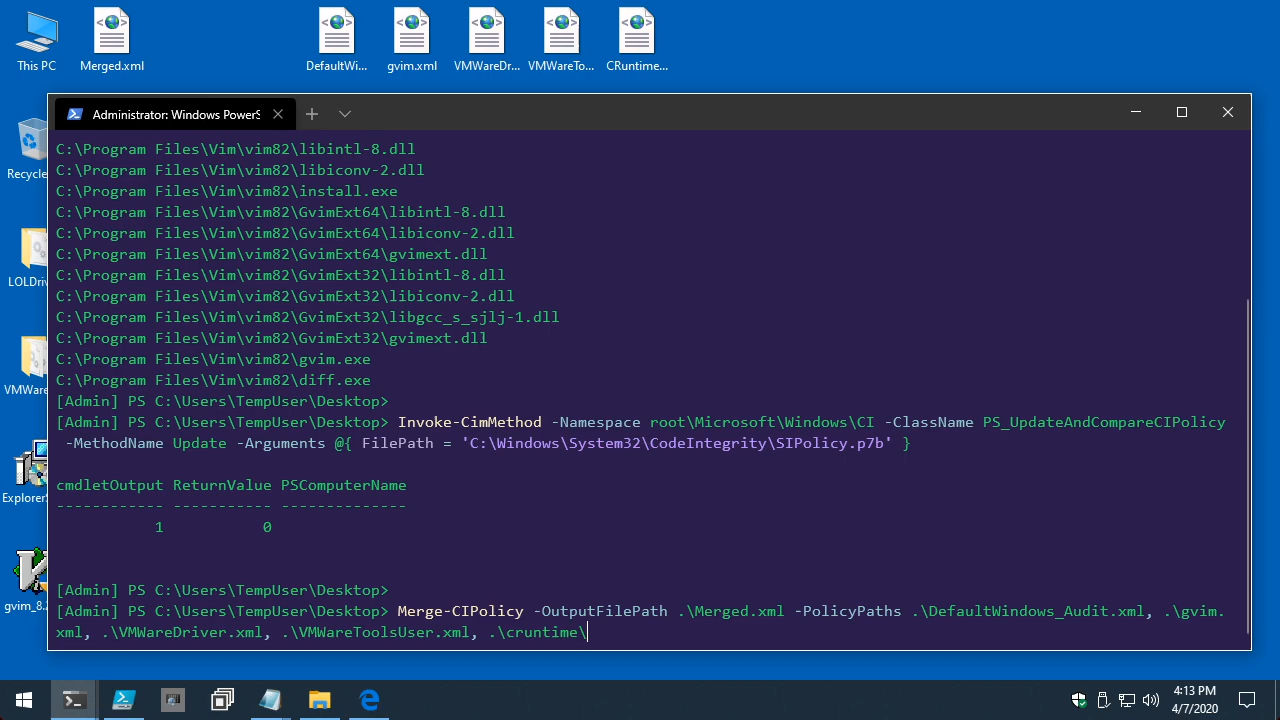 This PC
Merged.xml
DefaultWi...
gvim.xml
VMWareDr...
VMWareTo...
CRuntime...
Recycle
LOLDriv
VMWare
ExplorerS
gvim_8.2
Administrator: Windows PowerS
C:\Program Files\Vim\vim82\libintl-8.dll
C:\Program Files\Vim\vim82\libiconv-2.dll
C:\Program Files\Vim\vim82\install.exe
C:\Program Files\Vim\vim82\GvimExt64\libintl-8.dll
C:\Program Files\Vim\vim82\GvimExt64\libiconv-2.dll
C:\Program Files\Vim\vim82\GvimExt64\gvimext.dll
C:\Program Files\Vim\vim82\GvimExt32\libintl-8.dll
C:\Program Files\Vim\vim82\GvimExt32\libiconv-2.dll
C:\Program Files\Vim\vim82\GvimExt32\libgcc_s_sjlj-1.dll
C:\Program Files\Vim\vim82\GvimExt32\gvimext.dll
C:\Program Files\Vim\vim82\gvim.exe
C:\Program Files\Vim\vim82\diff.exe
[Admin] PS C:\Users\TempUser\Desktop>
[Admin] PS C:\Users\TempUser\Desktop> Invoke-CimMethod -Namespace root\Microsoft\Windows\CI -ClassName PS_UpdateAndCompareCIPolicy
-MethodName Update -Arguments @{ FilePath = 'C:\Windows\System32\CodeIntegrity\SIPolicy.p7b' }
cmdletOutput ReturnValue PSComputerName
------------ ----------- --------------
1 0
[Admin] PS C:\Users\TempUser\Desktop>
[Admin] PS C:\Users\TempUser\Desktop> Merge-CIPolicy -OutputFilePath .\Merged.xml -PolicyPaths .\DefaultWindows_Audit.xml, .\gvim.
xml, .\VMWareDriver.xml, .\VMWareToolsUser.xml, .\cruntime\
4:13 PM
4/7/2020